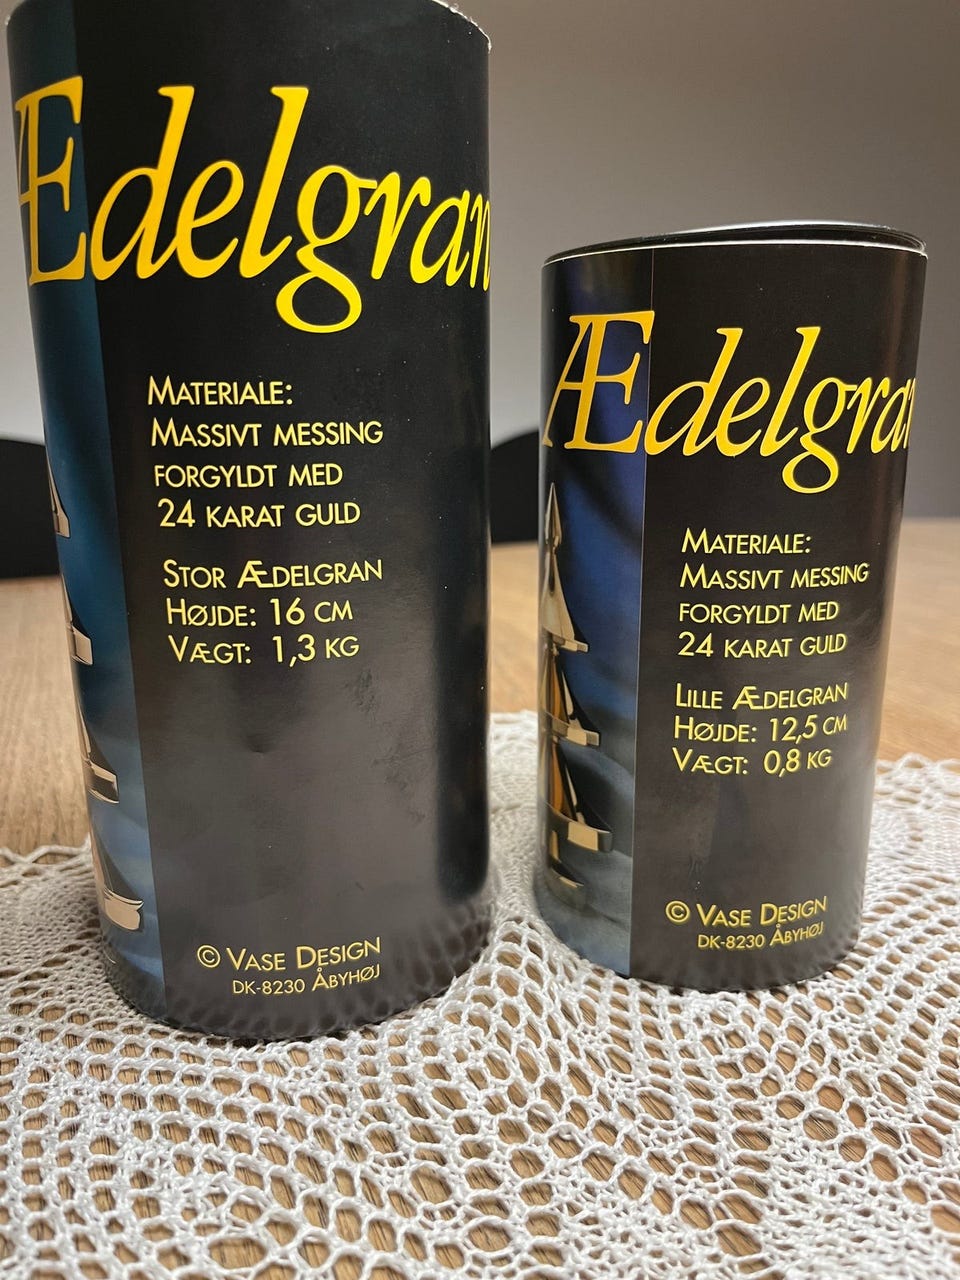 Ædelgran
MATERIALE:
MASSIVT MESSING
FORGYLDT MED
24 KARAT GULD
STOR ÆDELGRAN
HØJDE: 16 CM
VÆGT: 1,3 KG
© VASE DESIGN
DK-8230 ÅBYHØJ
Ædelgran
MATERIALE:
MASSIVT MESSING
FORGYLDT MED
24 KARAT GULD
LILLE ÆDELGRAN
HØJDE: 12,5 CM
VÆGT: 0,8 KG
© VASE DESIGN
DK-8230 ÅBYHØJ